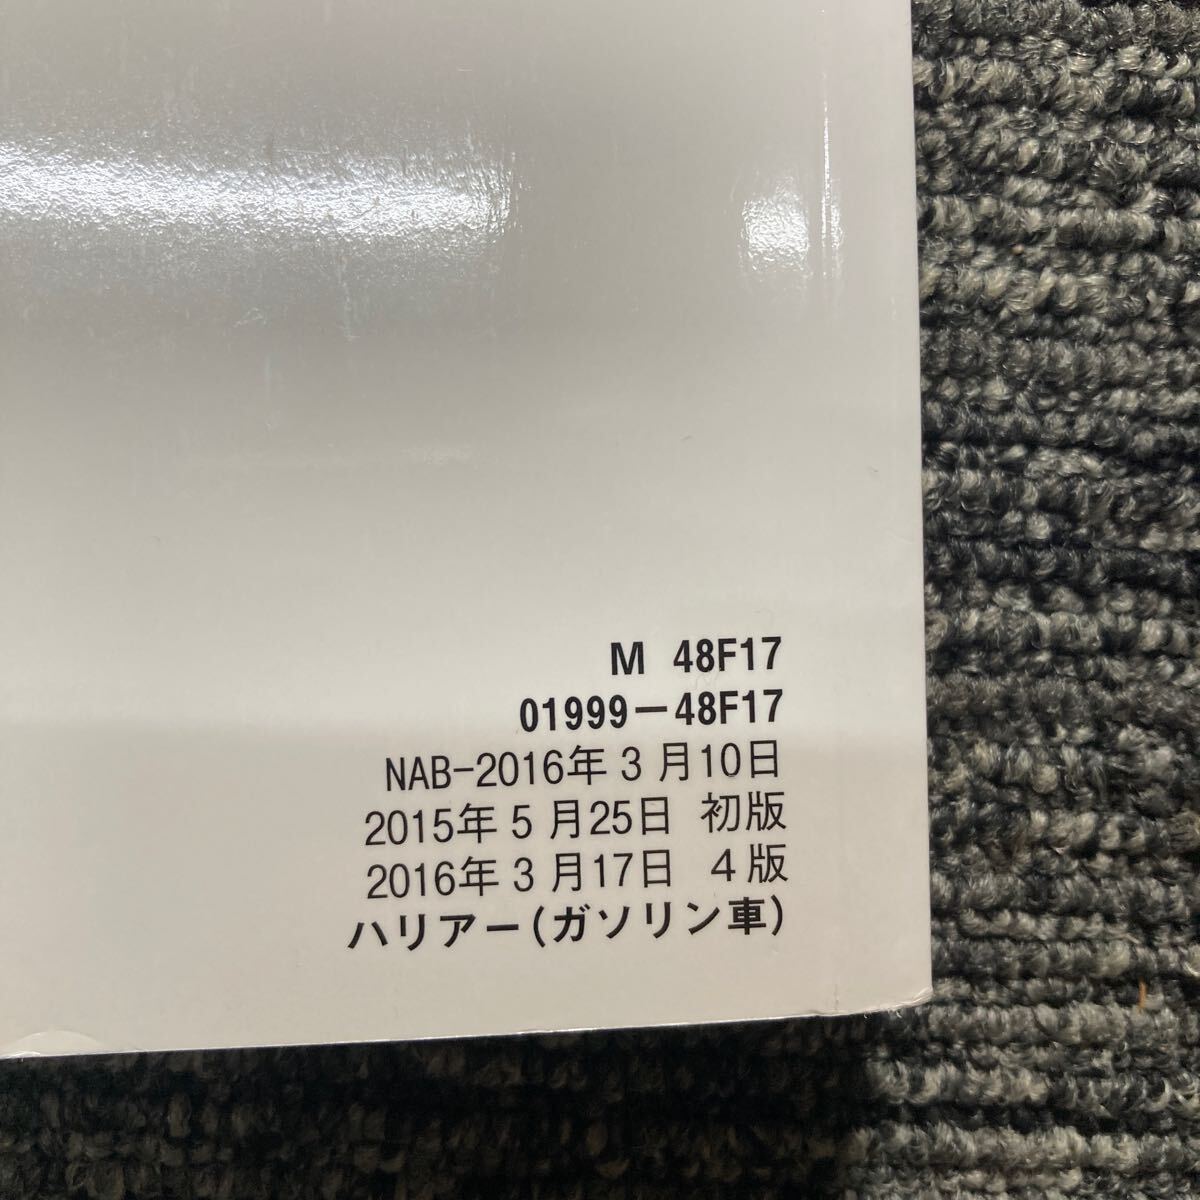 M 48F17
01999-48F17
NAB-2016年3月10日
2015年5月25日 初版
2016年3月17日 4版
ハリアー(ガソリン車)